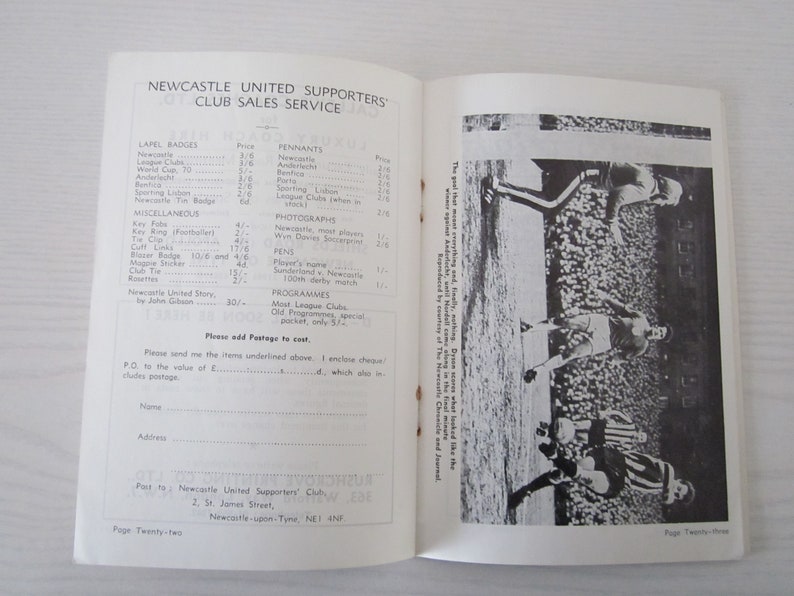 NEWCASTLE UNITED SUPPORTERS'
CLUB SALES SERVICE
LAPEL BADGES Price
Newcastle .................. 3/6
League Clubs ............... 3/6
World Cup, 70 .............. 5/-
Anderlecht ................. 3/6
Benfica .................... 2/6
Sporting Lisbon ............ 2/6
Newcastle Tin Badge 6d.
MISCELLANEOUS
Key Fobs ................... 4/-
Key Ring (Footballer) 2/-
Tie Clip ................... 4/-
Cuff Links ................. 17/6
Blazer Badge 10/6 and 4/6
Magpie Sticker ............. 4d.
Club Tie ................... 15/-
Rosettes ................... 2/-
Newcastle United Story,
by John Gibson ............. 30/-
PENNANTS Price
Newcastle .................. 2/6
Anderlecht ................. 2/6
Benfica .................... 2/6
Porto ...................... 2/6
Sporting Lisbon ............ 2/6
League Clubs (when in
stock) ..................... 2/6
PHOTOGRAPHS
Newcastle, most players 1/-
Wyn Davies Soccerprint 2/6
PENS
Player's name .............. 1/-
Sunderland v. Newcastle
100th derby match 1/-
PROGRAMMES
Most League Clubs.
Old Programmes, special
packet, only 5/-.
Please add Postage to cost.
Please send me the items underlined above. I enclose cheque/
P.O. to the value of £.........:.........s.........d., which also in-
cludes postage.
Name ........................
Address ........................
Post to : Newcastle United Supporters' Club,
2, St. James Street,
Newcastle-upon-Tyne, NE1 4NF.
Page Twenty-two
The goal that meant everything and, finally, nothing. Dyson scores what looked like the
winner against Anderlecht, until Nordahl came along in the final minute
Reproduced by courtesy of The Newcastle Chronicle and Journal.
Page Twenty-three